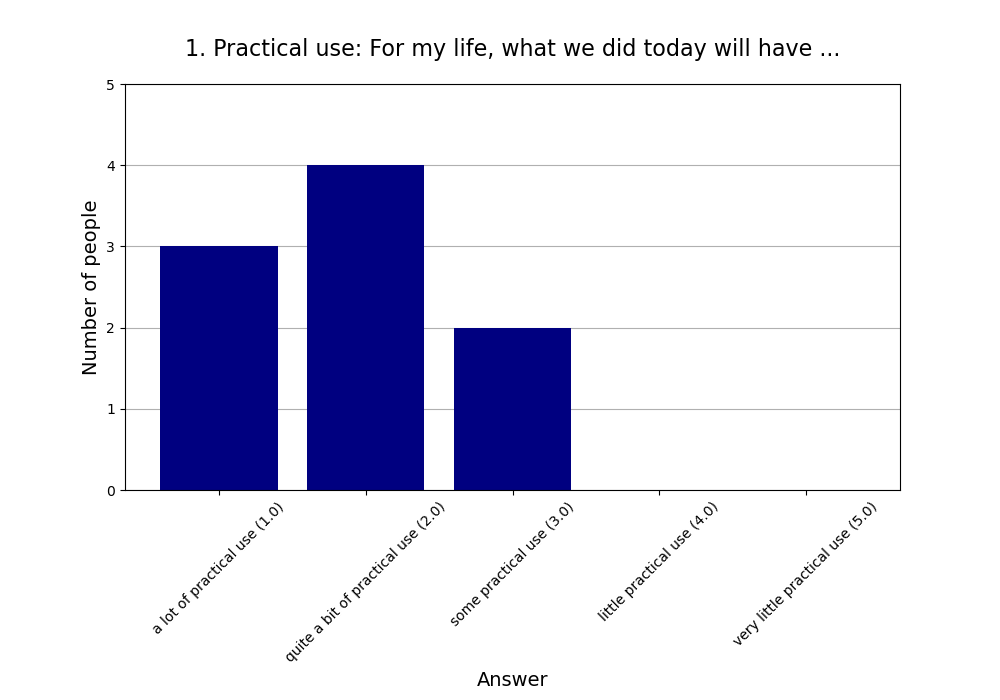 1. Practical use: For my life, what we did today will have ...
Number of people
5
4
3
2
1
0
a lot of practical use (1.0)
quite a bit of practical use (2.0)
some practical use (3.0)
little practical use (4.0)
very little practical use (5.0)
Answer